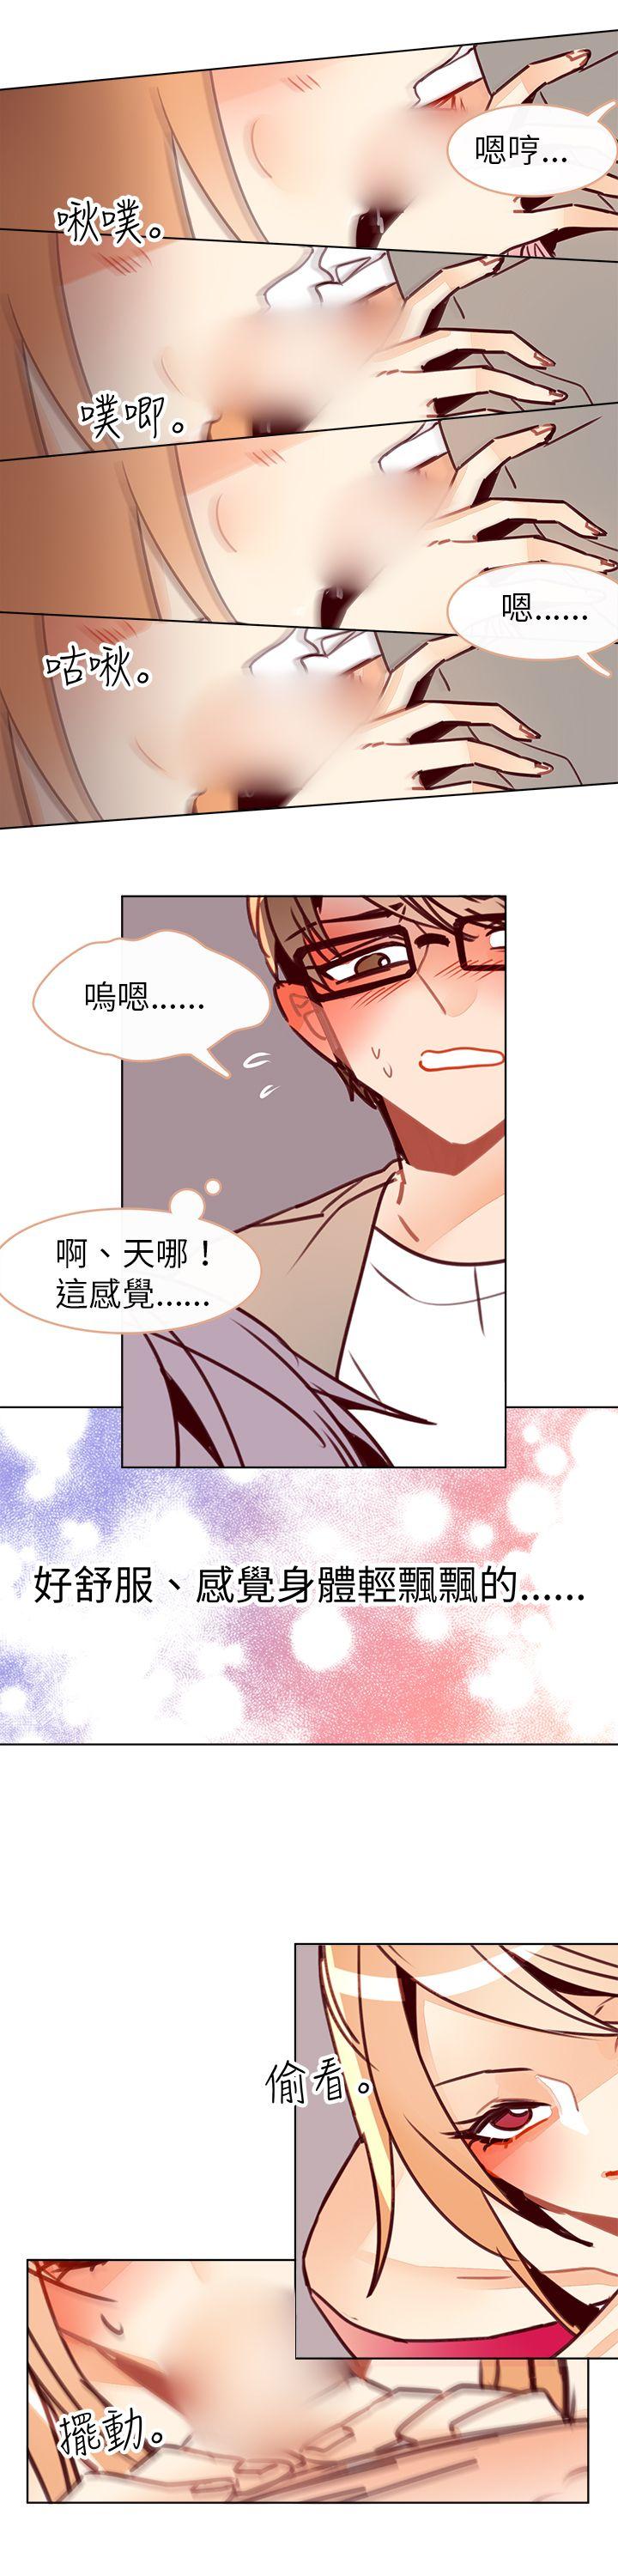 嗯哼…
啾噗。
噗唧。
嗯……
咕啾。
嗚嗯……
啊、天哪！
這感覺……
好舒服、感覺身體輕飄飄的……
偷看。
擺動。